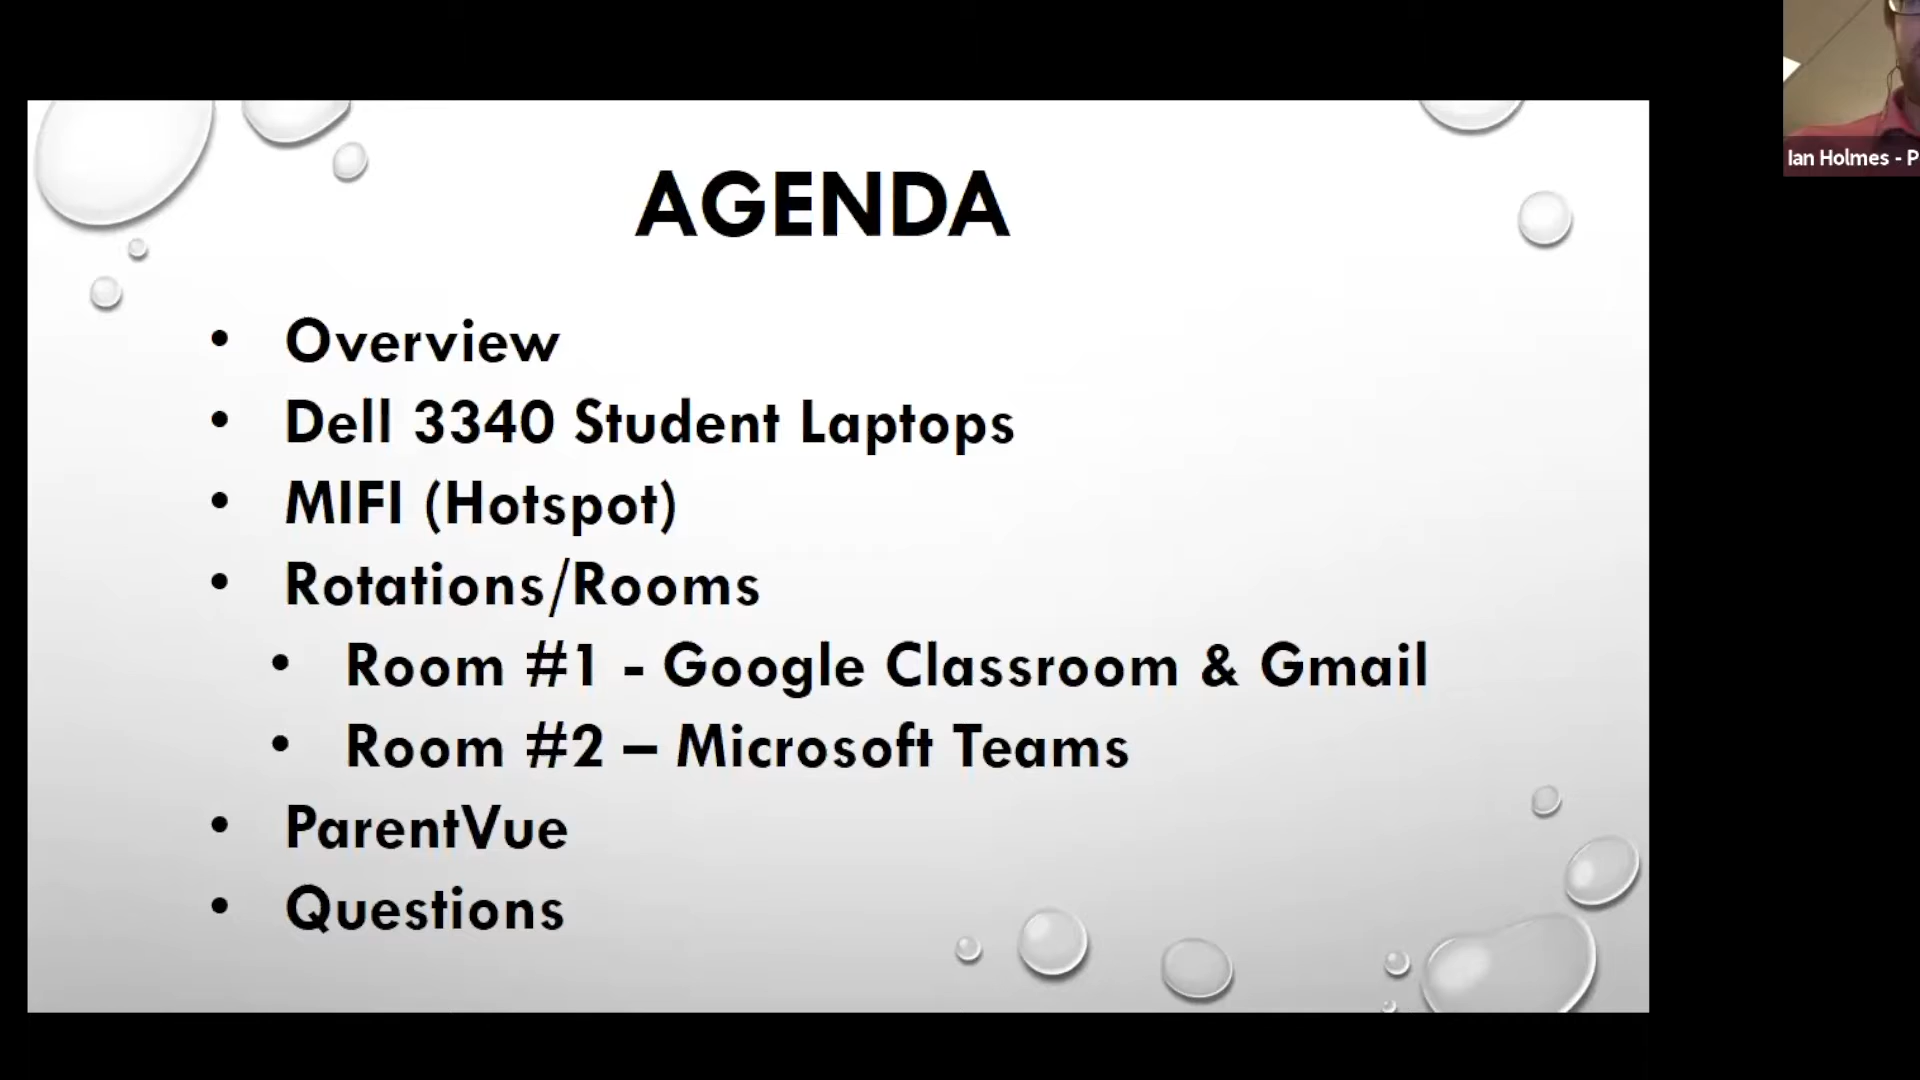 AGENDA
• Overview
• Dell 3340 Student Laptops
• MIFI (Hotspot)
• Rotations/Rooms
• Room #1 - Google Classroom & Gmail
• Room #2 – Microsoft Teams
• ParentVue
• Questions
Ian Holmes - P